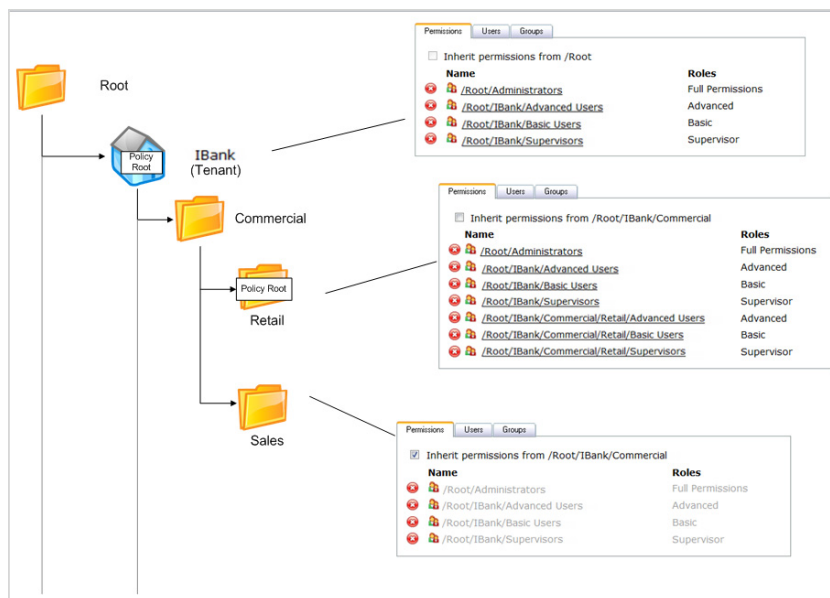 Permissions Users Groups
Inherit permissions from /Root
Name Roles
/Root/Administrators Full Permissions
/Root/IBank/Advanced Users Advanced
/Root/IBank/Basic Users Basic
/Root/IBank/Supervisors Supervisor
Root
Policy
Root
IBank
(Tenant)
Commercial
Permissions Users Groups
Inherit permissions from /Root/IBank/Commercial
Name Roles
/Root/Administrators Full Permissions
/Root/IBank/Advanced Users Advanced
/Root/IBank/Basic Users Basic
/Root/IBank/Supervisors Supervisor
/Root/IBank/Commercial/Retail/Advanced Users Advanced
/Root/IBank/Commercial/Retail/Basic Users Basic
/Root/IBank/Commercial/Retail/Supervisors Supervisor
Policy Root
Retail
Sales
Permissions Users Groups
Inherit permissions from /Root/IBank/Commercial
Name Roles
/Root/Administrators Full Permissions
/Root/IBank/Advanced Users Advanced
/Root/IBank/Basic Users Basic
/Root/IBank/Supervisors Supervisor